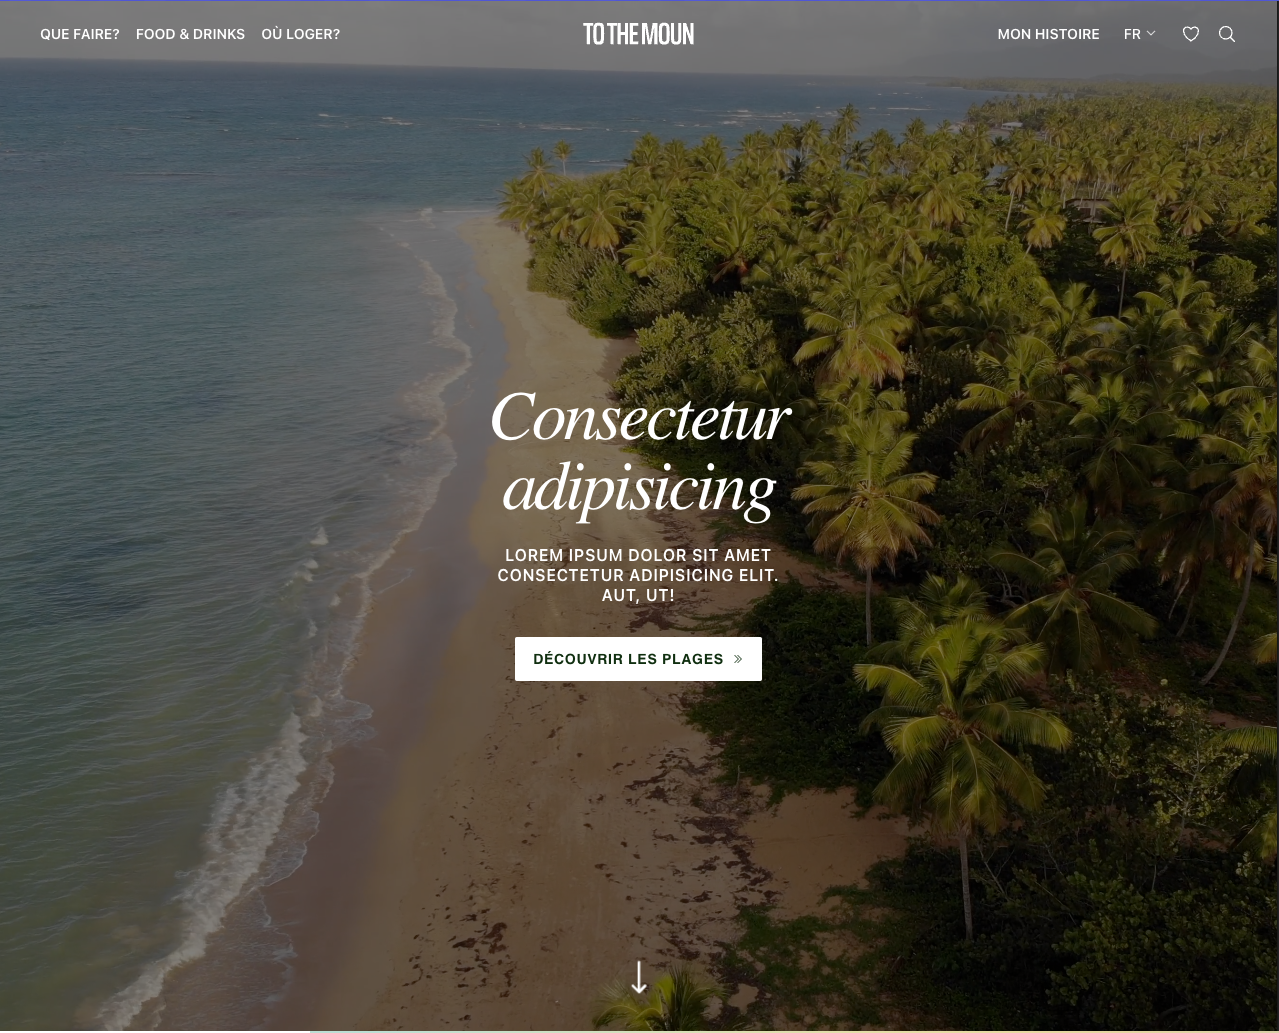 QUE FAIRE? FOOD & DRINKS OÙ LOGER? TO THE MOUN MON HISTOIRE FR
Consectetur
adipisicing
LOREM IPSUM DOLOR SIT AMET
CONSECTETUR ADIPISICING ELIT.
AUT, UT!
DÉCOUVRIR LES PLAGES